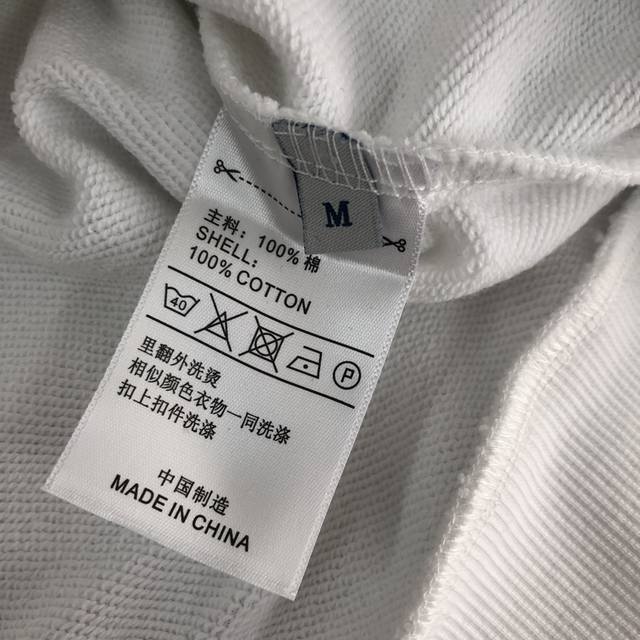 M
主料: 100% 棉
SHELL:
100% COTTON
40
P
里翻外洗烫
相似颜色衣物一同洗涤
扣上扣件洗涤
中国制造
MADE IN CHINA